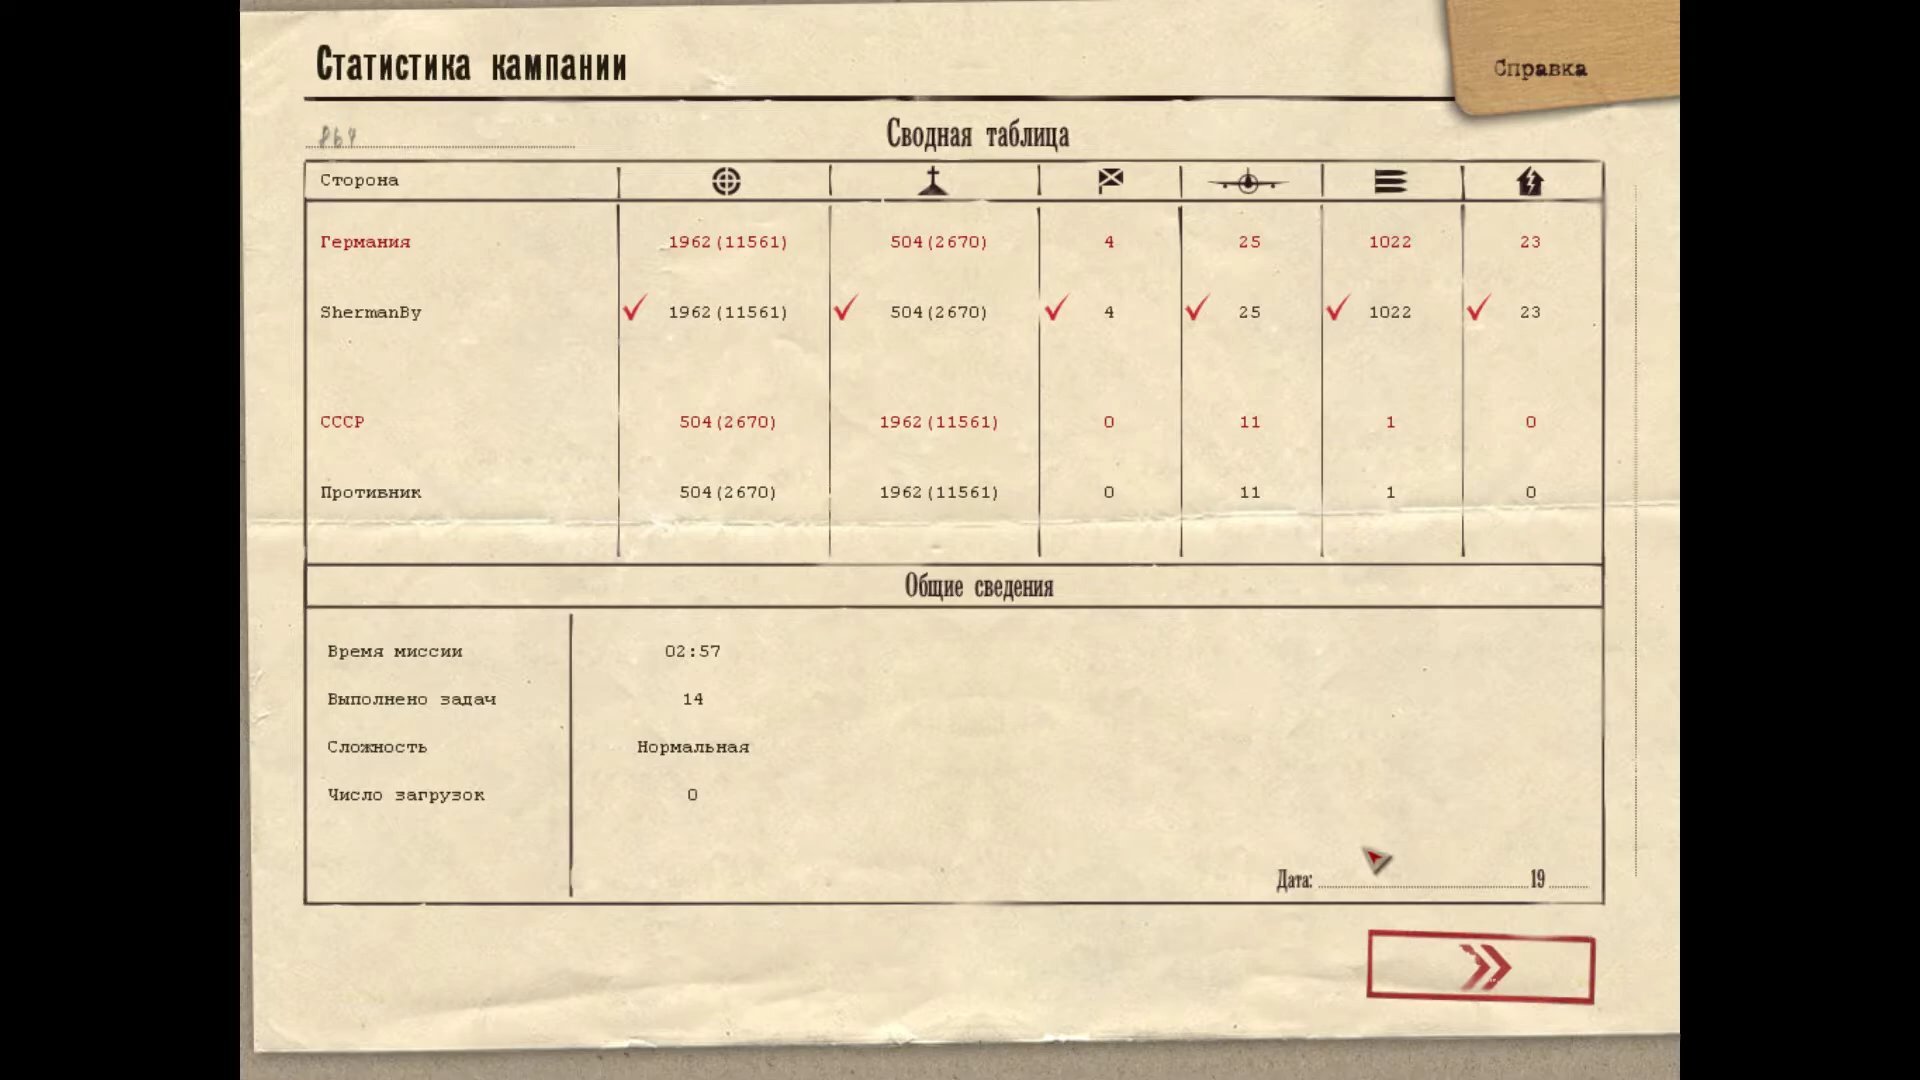 Статистика кампании
Справка
864
Сводная таблица
Сторона
Германия 1962(11561) 504(2670) 4 25 1022 23
ShermanBy 1962(11561) 504(2670) 4 25 1022 23
СССР 504(2670) 1962(11561) 0 11 1 0
Противник 504(2670) 1962(11561) 0 11 1 0
Общие сведения
Время миссии 02:57
Выполнено задач 14
Сложность Нормальная
Число загрузок 0
Дата: 19